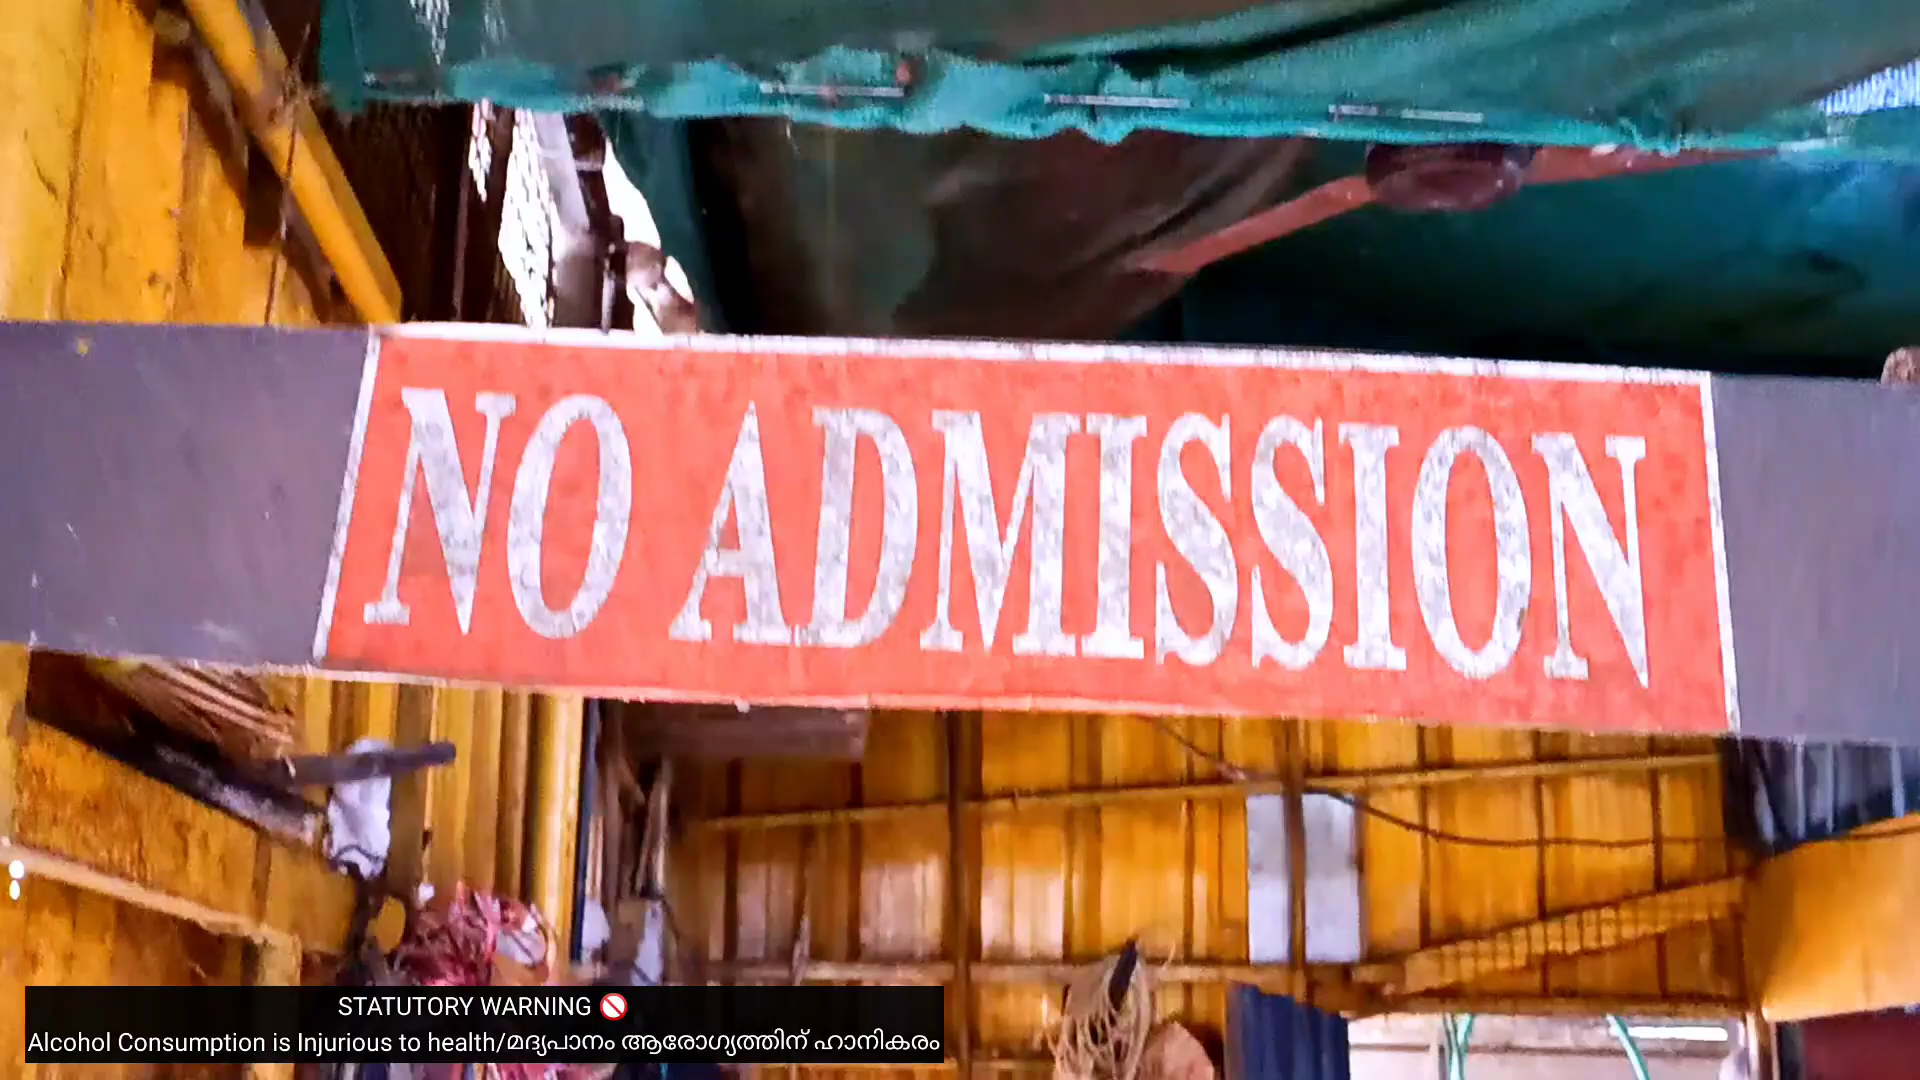 NO ADMISSION
STATUTORY WARNING 🚫
Alcohol Consumption is Injurious to health/മദ്യപാനം ആരോഗ്യത്തിന് ഹാനികരം